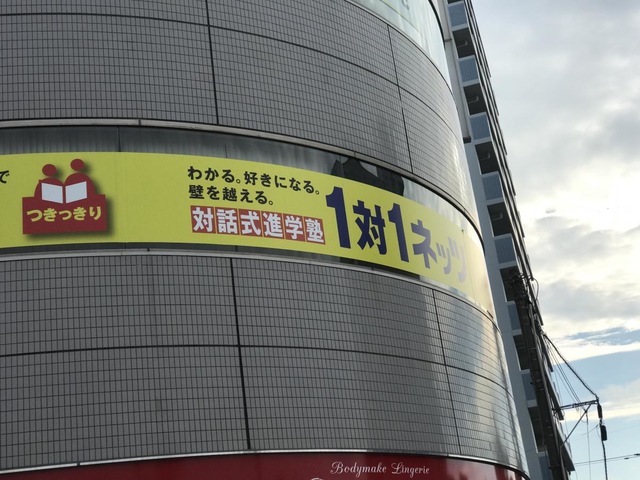 で
つきっきり
わかる。好きになる。
壁を越える。
対話式進学塾
1対1ネッツ
Bodymake Lingerie